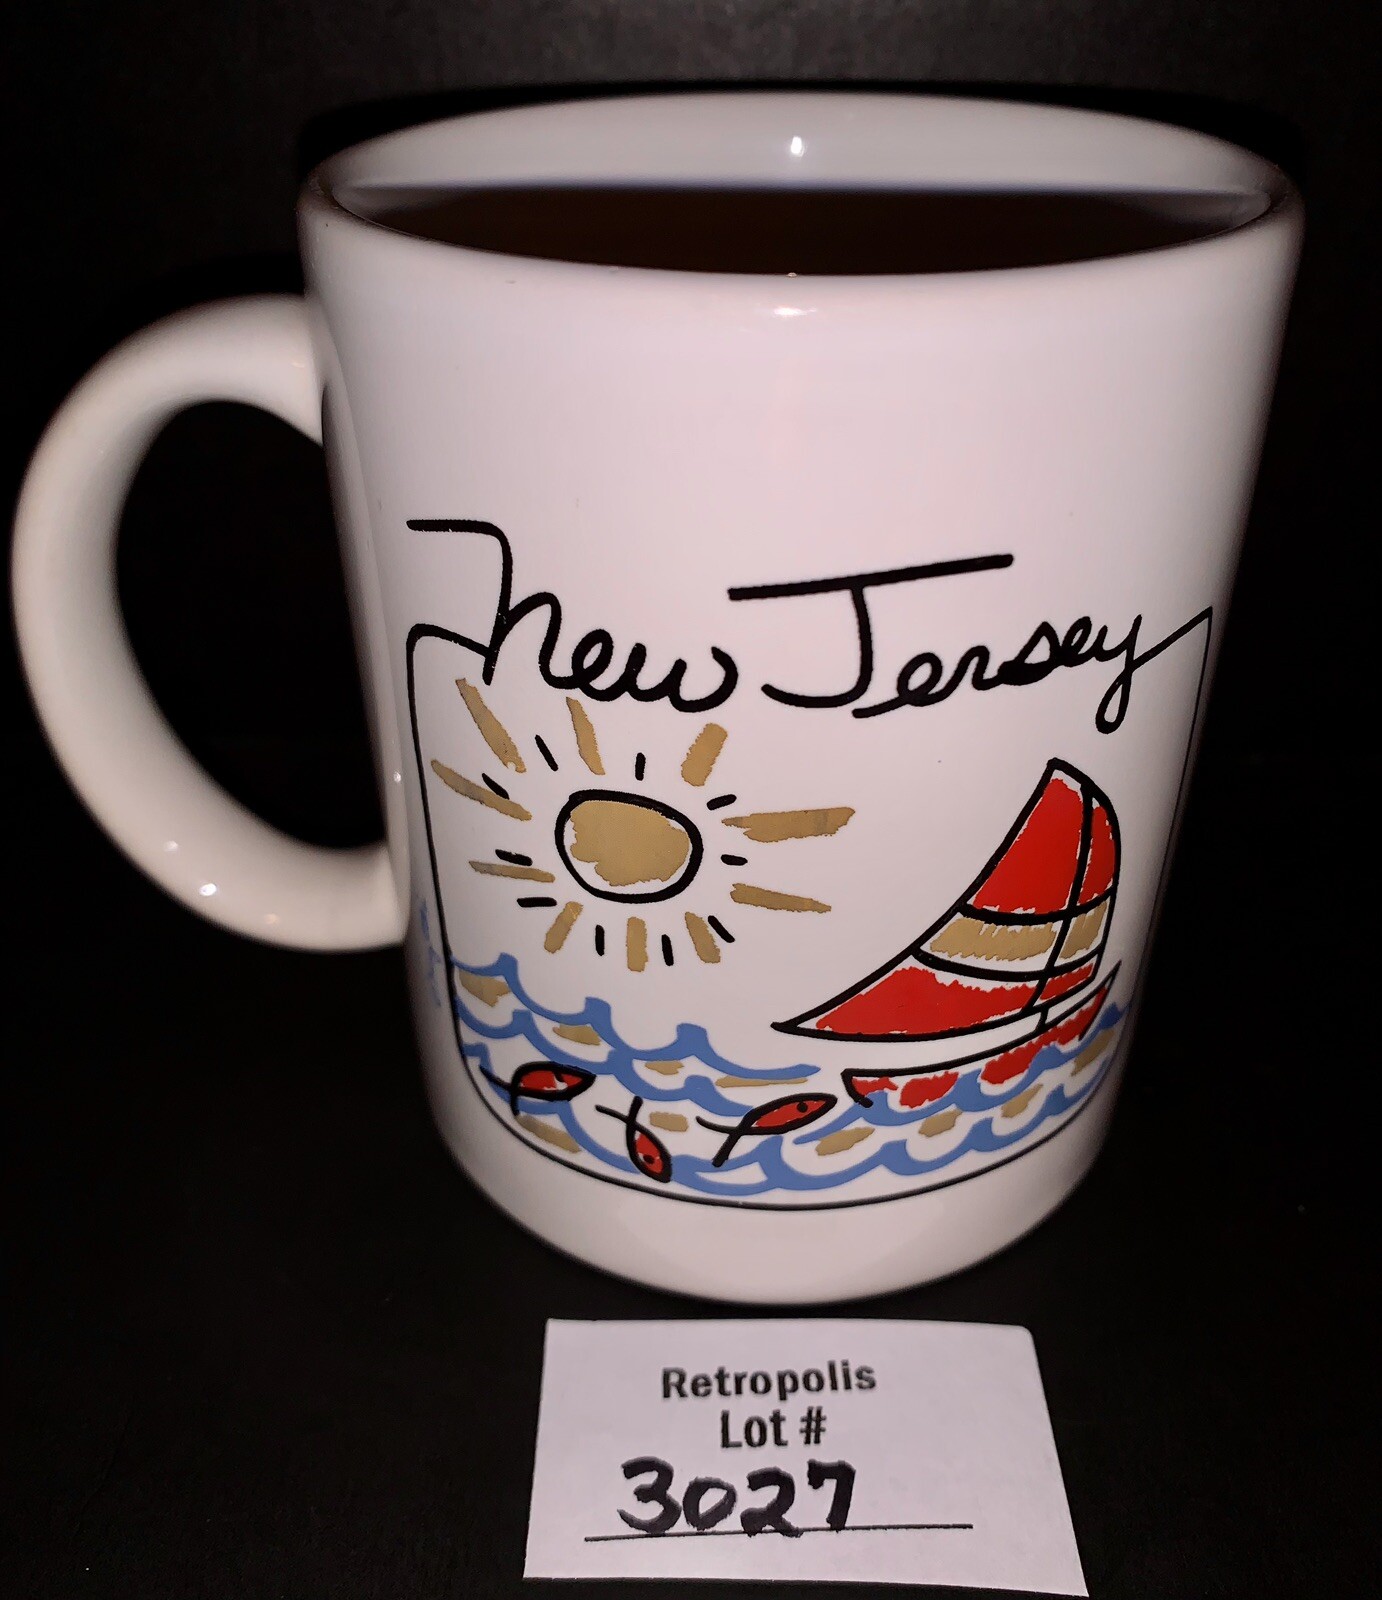 New Jersey
Retropolis
Lot #
3027